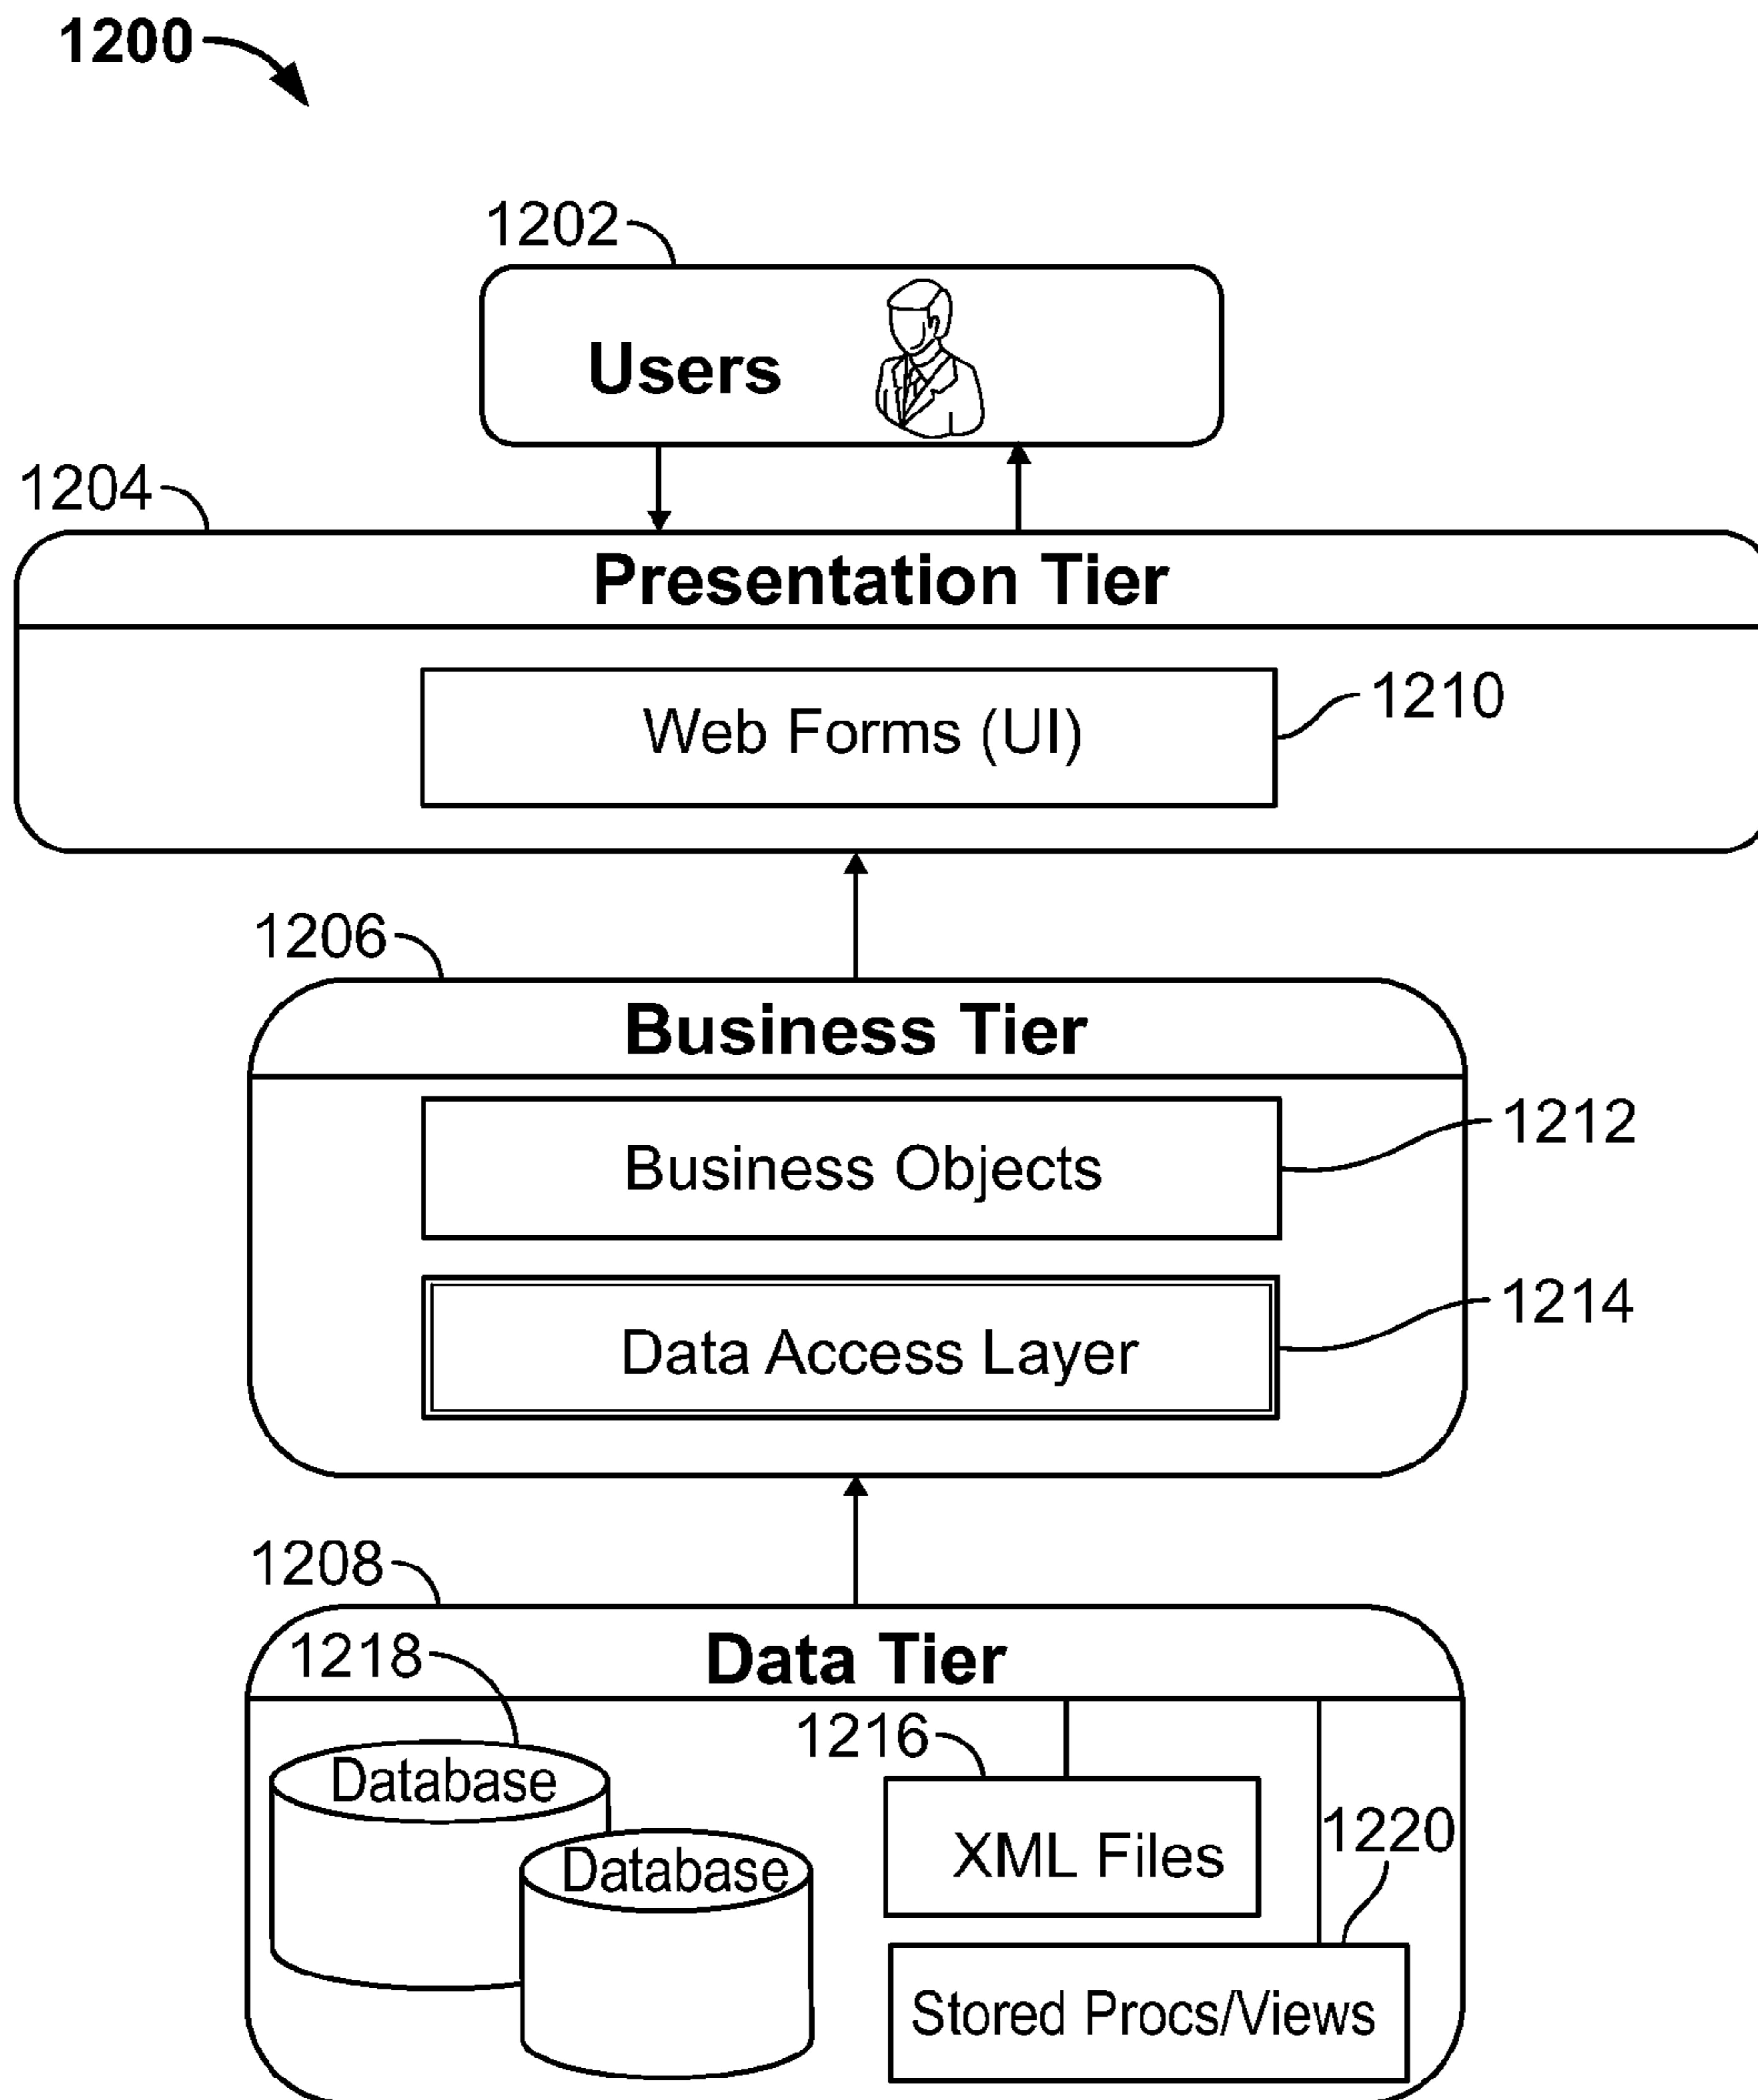 1200
1202
Users
1204
Presentation Tier
1210
Web Forms (UI)
1206
Business Tier
1212
Business Objects
1214
Data Access Layer
1208
1218
Data Tier
1216
Database
1220
XML Files
Database
Stored Procs/Views